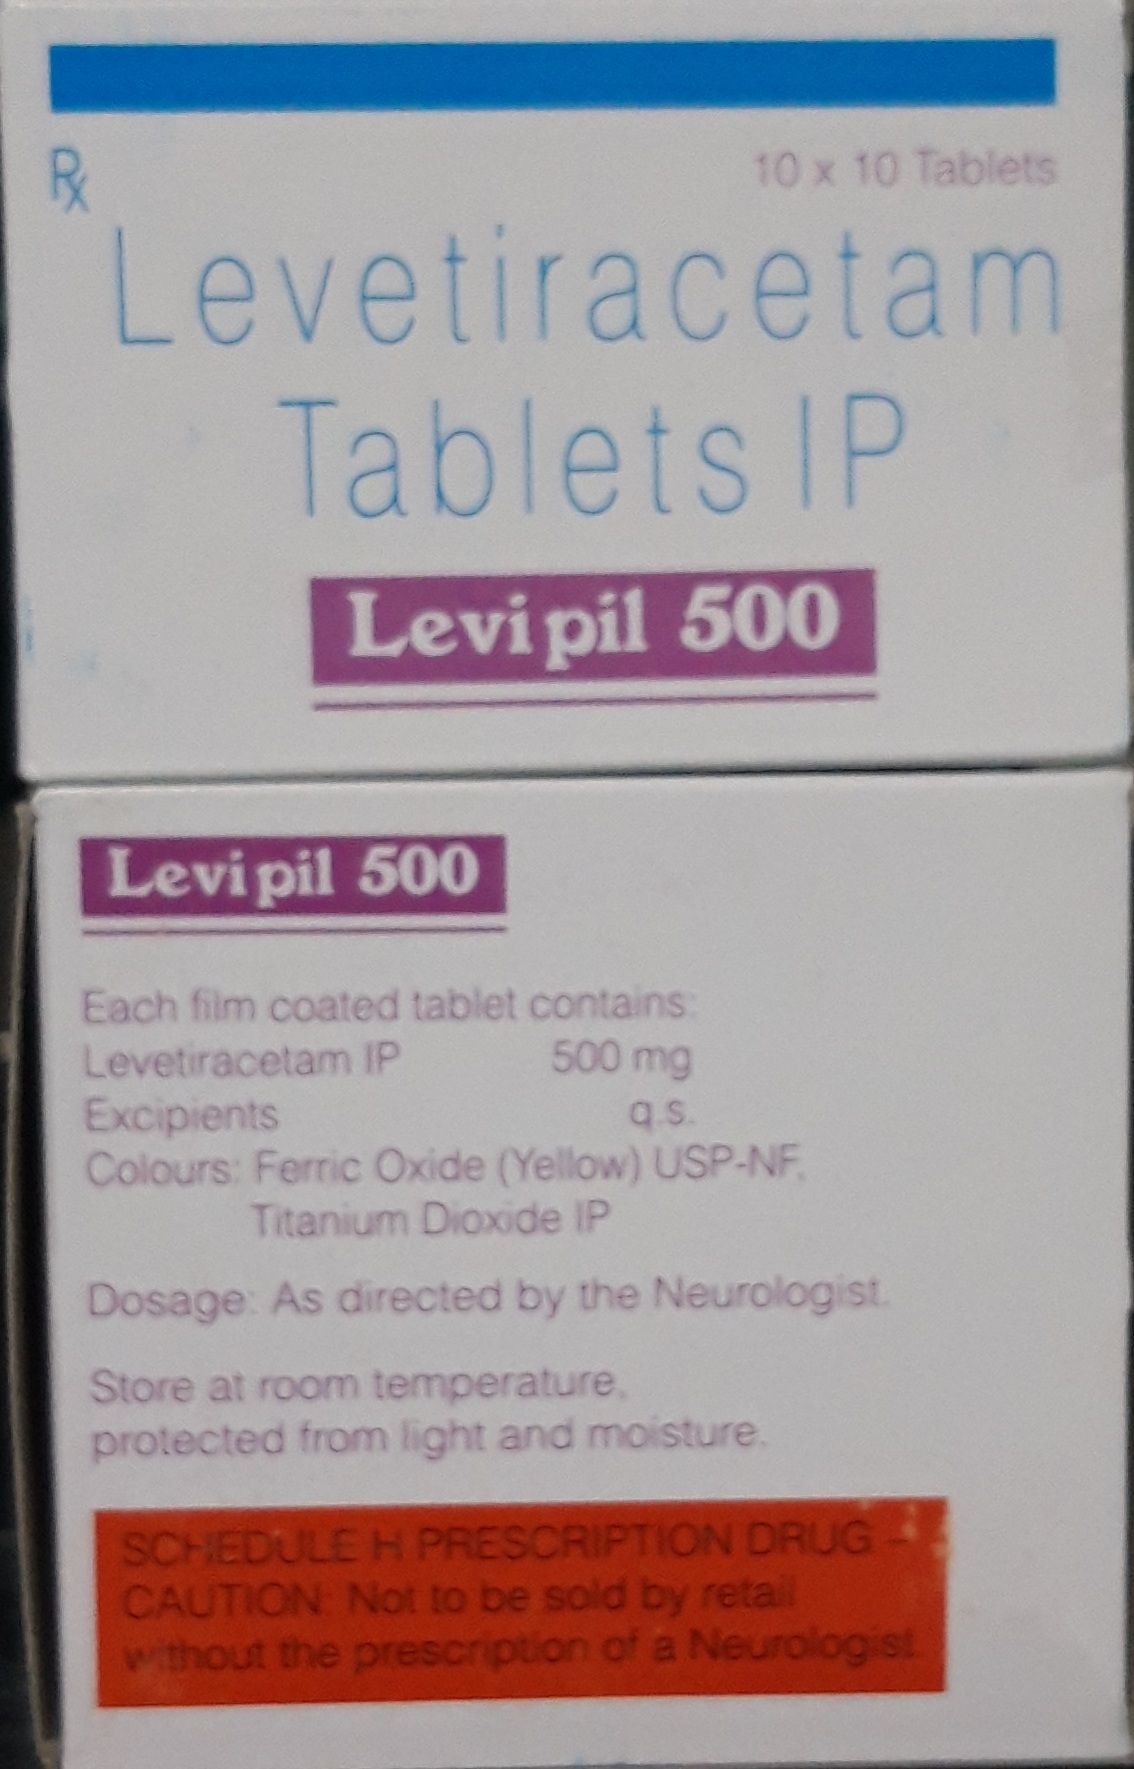 Rx
10 x 10 Tablets
Levetiracetam
Tablets IP
Levipil 500
Levipil 500
Each film coated tablet contains:
Levetiracetam IP 500 mg
Excipients q.s.
Colours: Ferric Oxide (Yellow) USP-NF,
Titanium Dioxide IP
Dosage: As directed by the Neurologist.
Store at room temperature,
protected from light and moisture.
SCHEDULE H PRESCRIPTION DRUG -
CAUTION: Not to be sold by retail
without the prescription of a Neurologist.